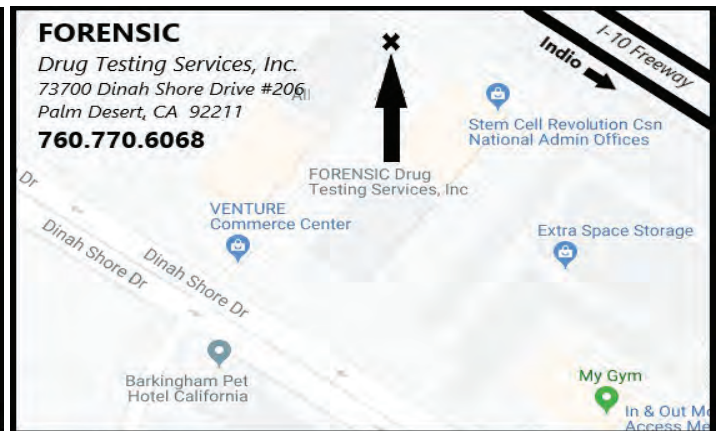 FORENSIC
Drug Testing Services, Inc.
73700 Dinah Shore Drive #206
Palm Desert, CA 92211
760.770.6068
All
I-10 Freeway
Indio
Stem Cell Revolution Csn
National Admin Offices
FORENSIC Drug
Testing Services, Inc
VENTURE
Commerce Center
Extra Space Storage
Dr
Dinah Shore Dr
Dinah Shore Dr
Barkingham Pet
Hotel California
My Gym
In & Out
Access